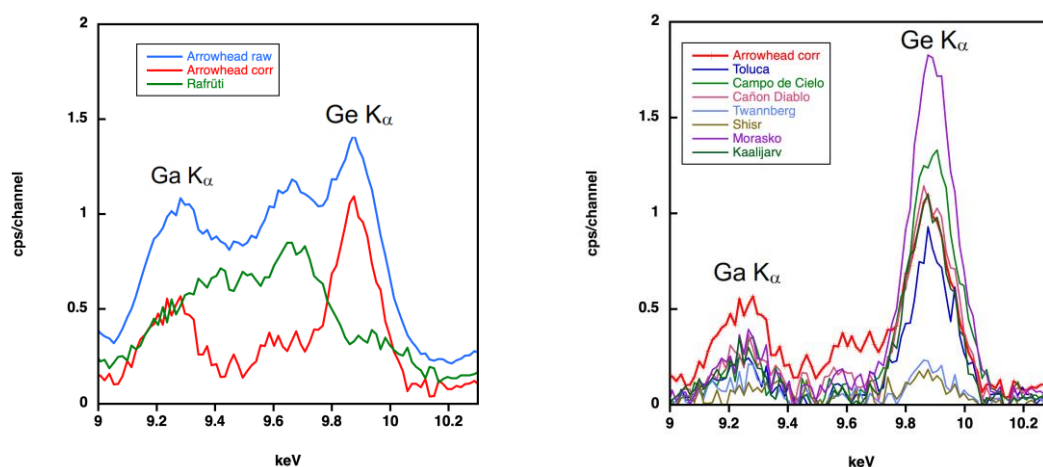 2
1.5
1
0.5
0
cps/channel
Arrowhead raw
Arrowhead corr
Rafrüti
Ga Kα
Ge Kα
9
9.2
9.4
9.6
9.8
10
10.2
keV
2
1.5
1
0.5
0
cps/channel
Arrowhead corr
Toluca
Campo de Cielo
Cañon Diablo
Twannberg
Shisr
Morasko
Kaalijarv
Ge Kα
Ga Kα
9
9.2
9.4
9.6
9.8
10
10.2
keV